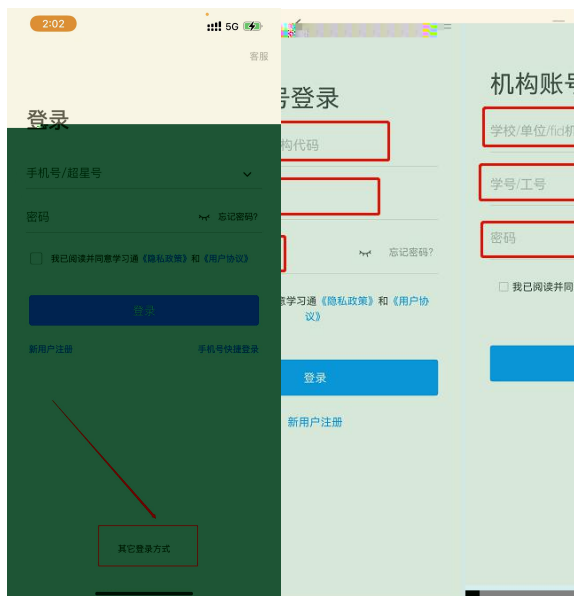 2:02
5G
客服
登录
手机号/超星号
密码
忘记密码?
我已阅读并同意学习通《隐私政策》和《用户协议》
登录
新用户注册
手机号快捷登录
其它登录方式
号登录
构代码
忘记密码?
意学习通《隐私政策》和《用户协
议》
登录
新用户注册
机构账号
学校/单位/fid机
学号/工号
密码
我已阅读并同